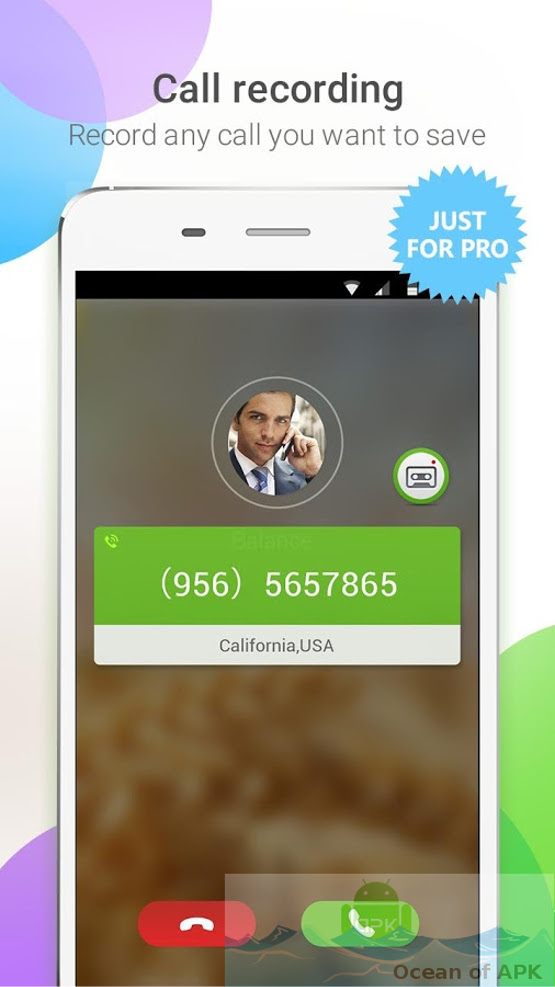 Call recording
Record any call you want to save
JUST
FOR PRO
Balance
（956）5657865
California,USA
APK
Ocean of APK